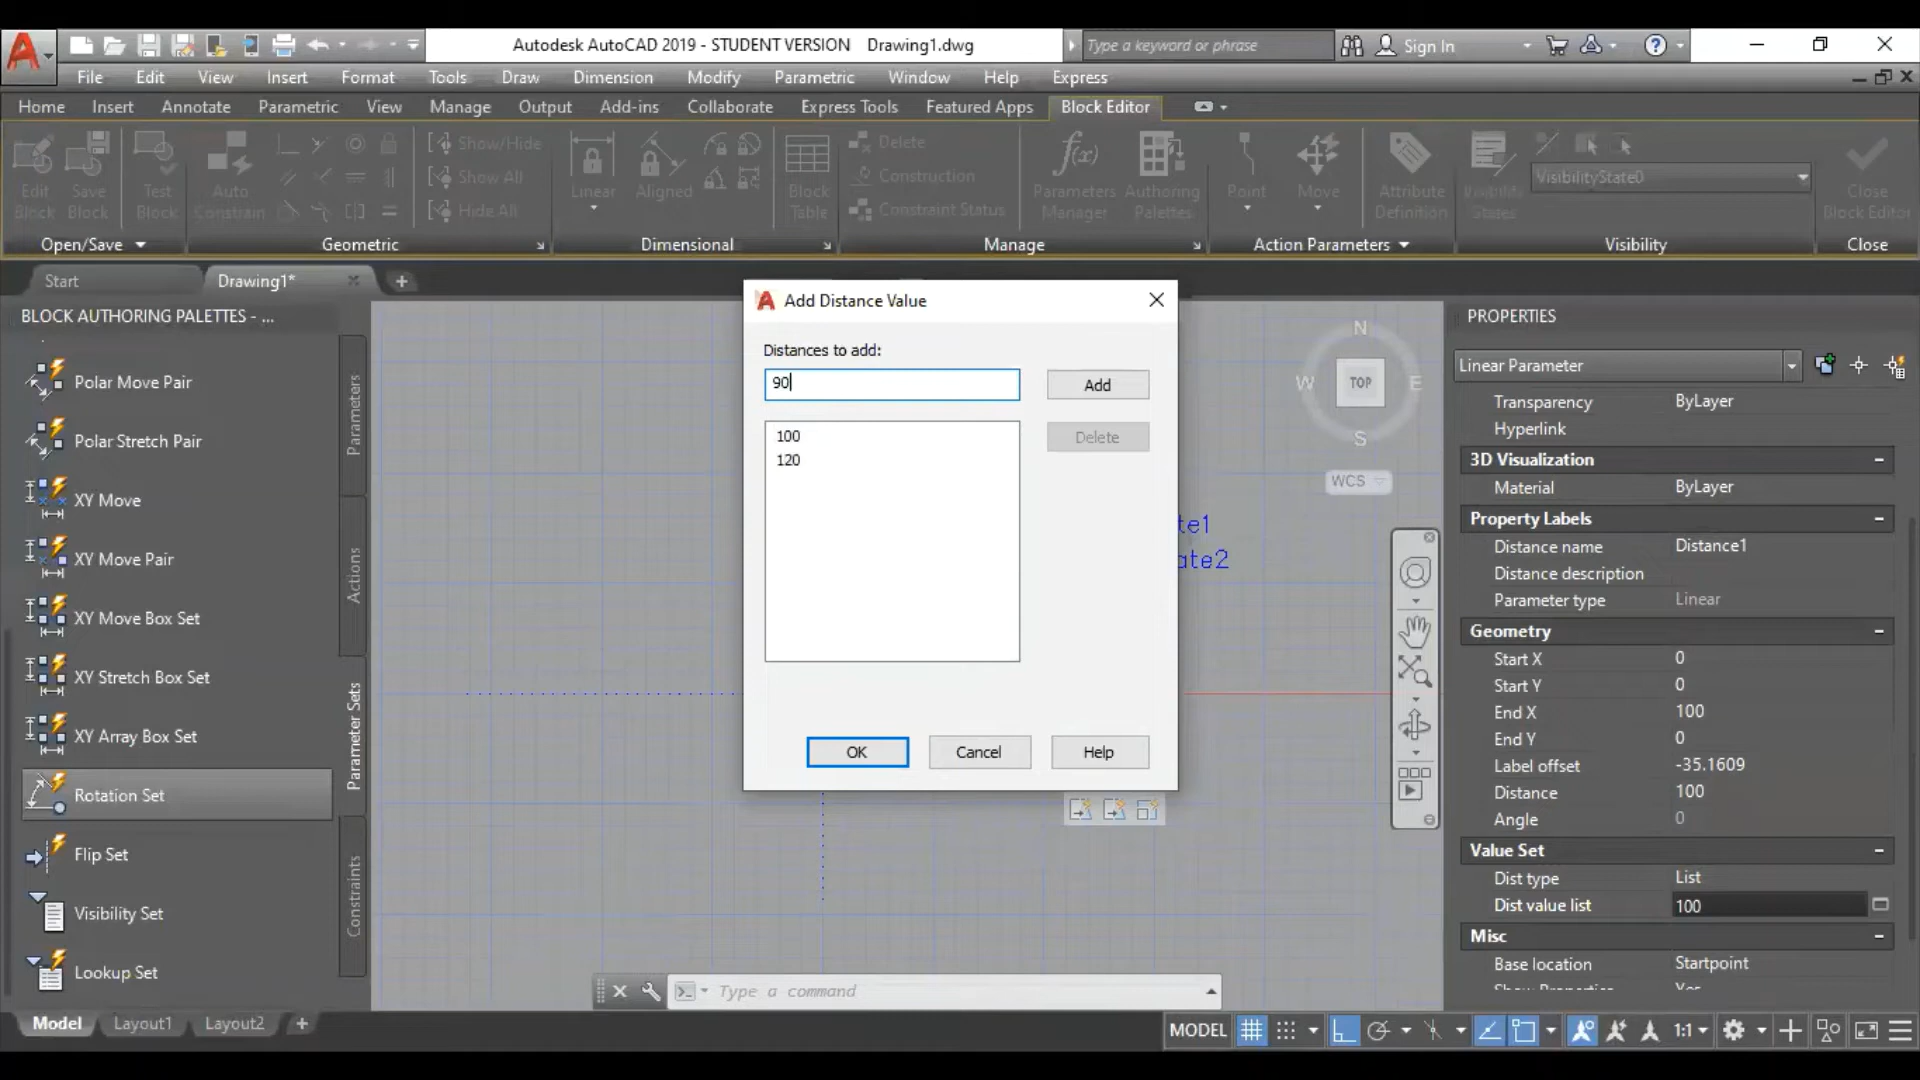 Autodesk AutoCAD 2019 - STUDENT VERSION Drawing1.dwg
Type a keyword or phrase
Sign In
File Edit View Insert Format Tools Draw Dimension Modify Parametric Window Help Express
Home Insert Annotate Parametric View Manage Output Add-ins Collaborate Express Tools Featured Apps Block Editor
Edit Block
Save Block
Test Block
Auto Constrain
Show/Hide
Show All
Hide All
Linear
Aligned
Block Table
Delete
Construction
Constraint Status
Parameters Manager
Authoring Palettes
Point
Move
Attribute Definition
Visibility States
VisibilityState0
Close Block Editor
Open/Save Geometric Dimensional Manage Action Parameters Visibility Close
Start Drawing1*
BLOCK AUTHORING PALETTES - ...
Polar Move Pair
Polar Stretch Pair
XY Move
XY Move Pair
XY Move Box Set
XY Stretch Box Set
XY Array Box Set
Rotation Set
Flip Set
Visibility Set
Lookup Set
Parameters
Actions
Parameter Sets
Constraints
Add Distance Value
Distances to add:
90
Add
100
120
Delete
OK Cancel Help
N
W TOP E
S
WCS
te1
ate2
PROPERTIES
Linear Parameter
Transparency ByLayer
Hyperlink
3D Visualization
Material ByLayer
Property Labels
Distance name Distance1
Distance description
Parameter type Linear
Geometry
Start X 0
Start Y 0
End X 100
End Y 0
Label offset -35.1609
Distance 100
Angle 0
Value Set
Dist type List
Dist value list 100
Misc
Base location Startpoint
Show Properties Yes
Type a command
Model Layout1 Layout2
MODEL
1:1